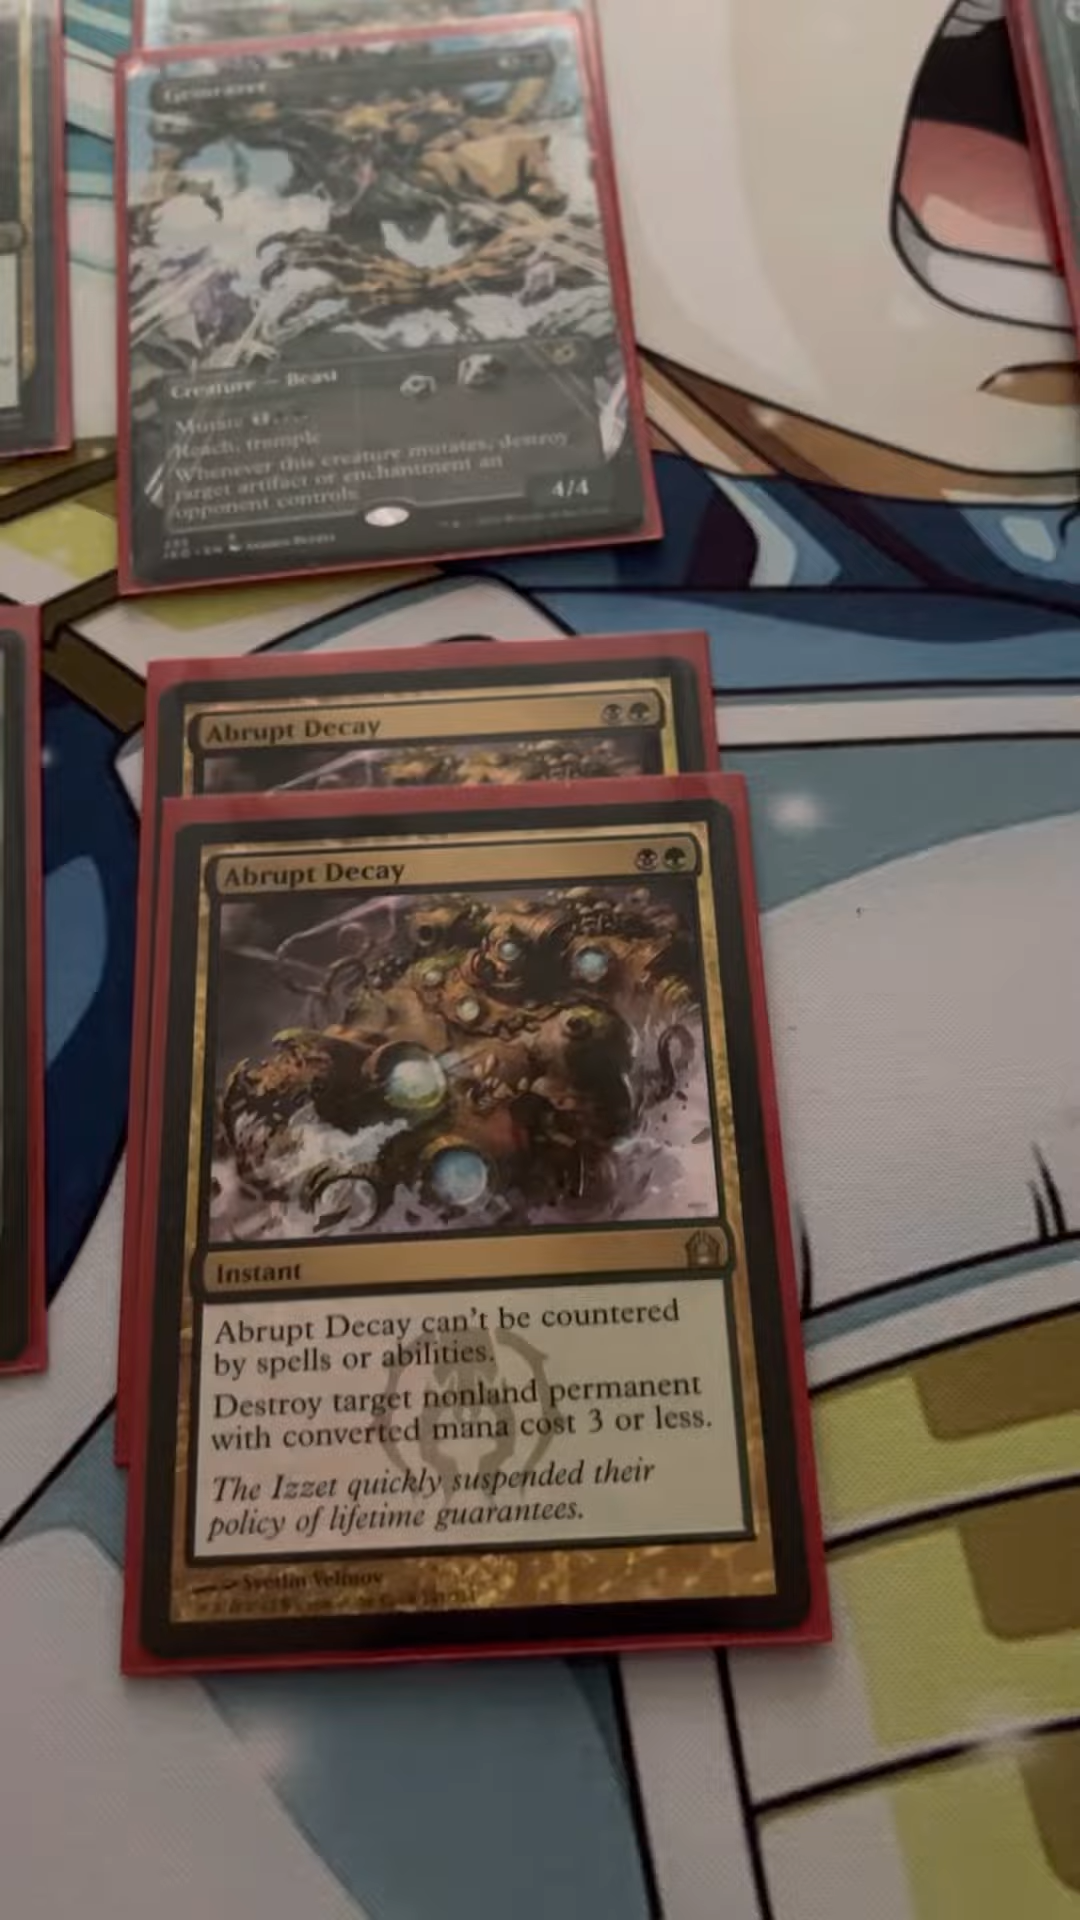 Creature — Beast
Mutate
Reach, trample
Whenever this creature mutates, destroy
target artifact or enchantment an
opponent controls
4/4
Abrupt Decay
Abrupt Decay
Instant
Abrupt Decay can't be countered
by spells or abilities.
Destroy target nonland permanent
with converted mana cost 3 or less.
The Izzet quickly suspended their
policy of lifetime guarantees.
Svetlin Velinov